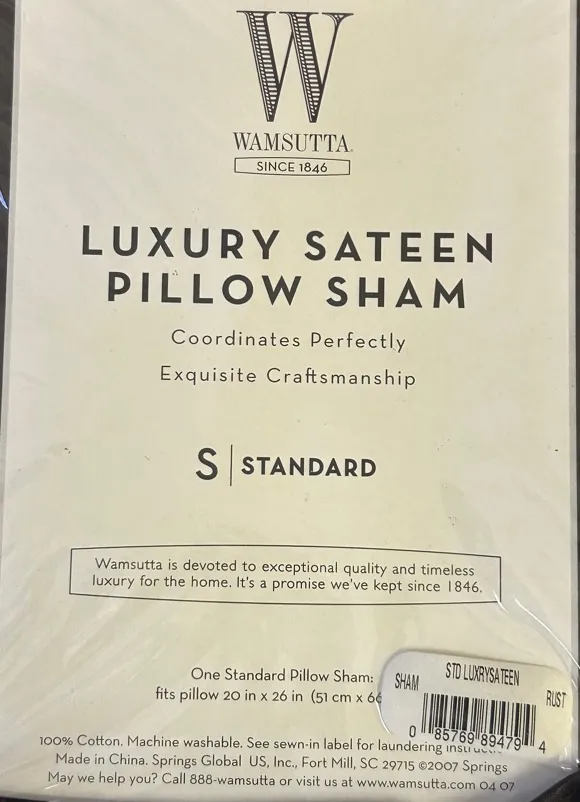 W
WAMSUTTA
SINCE 1846
LUXURY SATEEN
PILLOW SHAM
Coordinates Perfectly
Exquisite Craftsmanship
S | STANDARD
Wamsutta is devoted to exceptional quality and timeless
luxury for the home. It's a promise we've kept since 1846.
One Standard Pillow Sham:
fits pillow 20 in x 26 in (51 cm x 66
SHAM STD LUXRYSATEEN RUST
0 85769 89479 4
100% Cotton. Machine washable. See sewn-in label for laundering
Made in China. Springs Global US, Inc., Fort Mill, SC 29715 ©2007 Springs
May we help you? Call 888-wamsutta or visit us at www.wamsutta.com 04 07